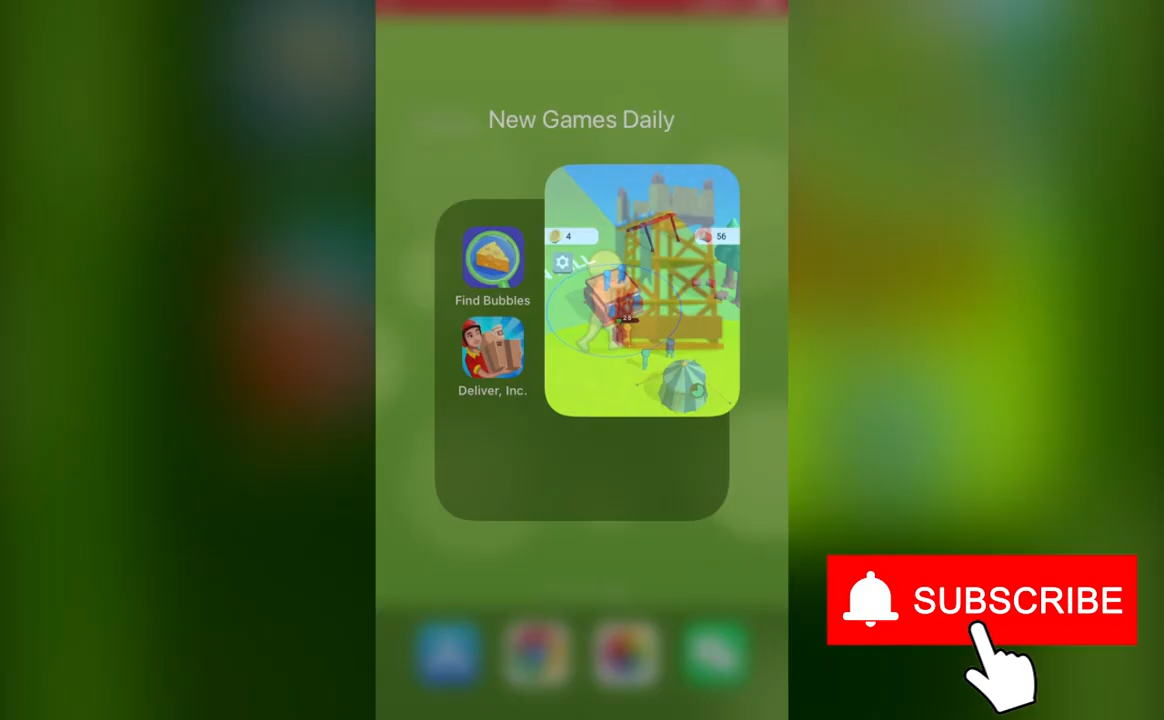 New Games Daily
4
56
Find Bubbles
Deliver, Inc.
SUBSCRIBE